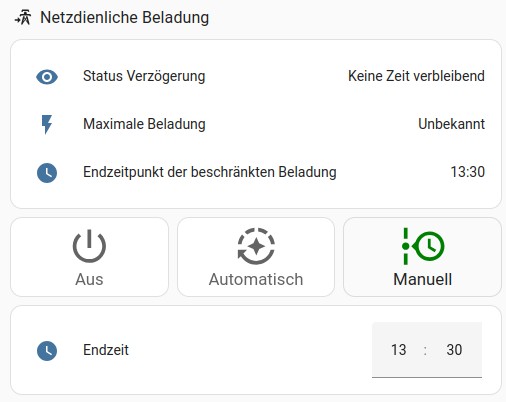 Netzdienliche Beladung
Status Verzögerung Keine Zeit verbleibend
Maximale Beladung Unbekannt
Endzeitpunkt der beschränkten Beladung 13:30
Aus Automatisch Manuell
Endzeit 13 : 30